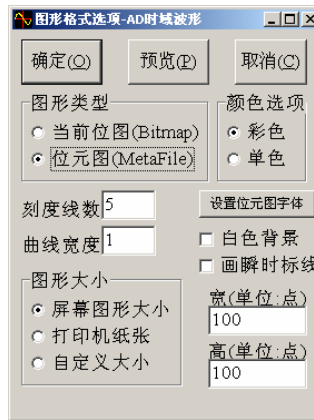 图形格式选项-AD时域波形
确定(O) 预览(P) 取消(C)
图形类型
当前位图(Bitmap)
位元图(MetaFile)
颜色选项
彩色
单色
刻度线数 5
设置位元图字体
曲线宽度 1
白色背景
画瞬时标线
图形大小
屏幕图形大小
打印机纸张
自定义大小
宽(单位:点)
100
高(单位:点)
100